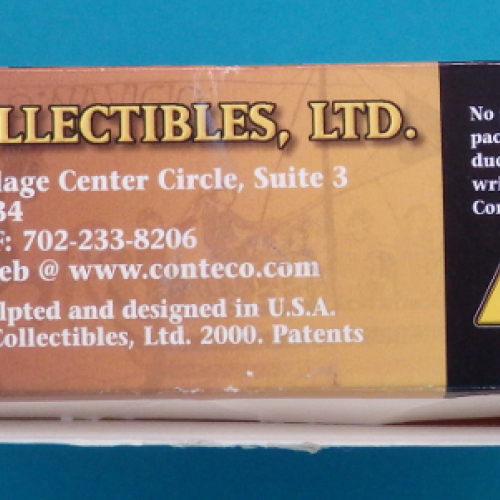 LLECTIBLES, LTD.
lage Center Circle, Suite 3
34
F: 702-233-8206
eb @ www.conteco.com
lpted and designed in U.S.A.
Collectibles, Ltd. 2000. Patents
No
pac
duc
wri
Con